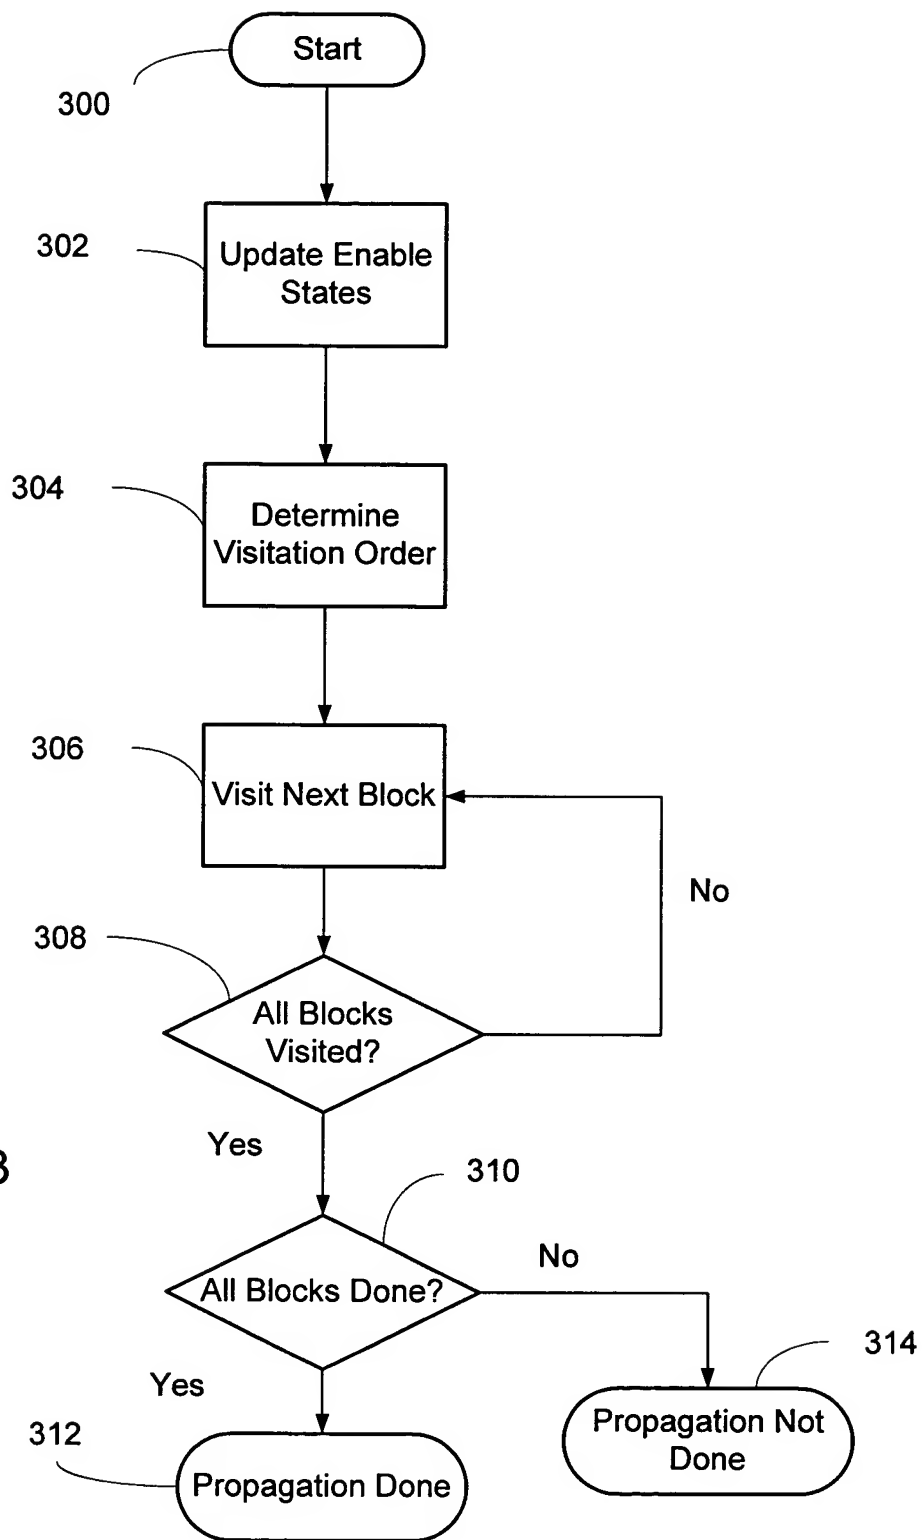 Start
300
302
Update Enable
States
304
Determine
Visitation Order
306
Visit Next Block
No
308
All Blocks
Visited?
Yes
3
310
No
All Blocks Done?
314
Yes
Propagation Not
Done
312
Propagation Done